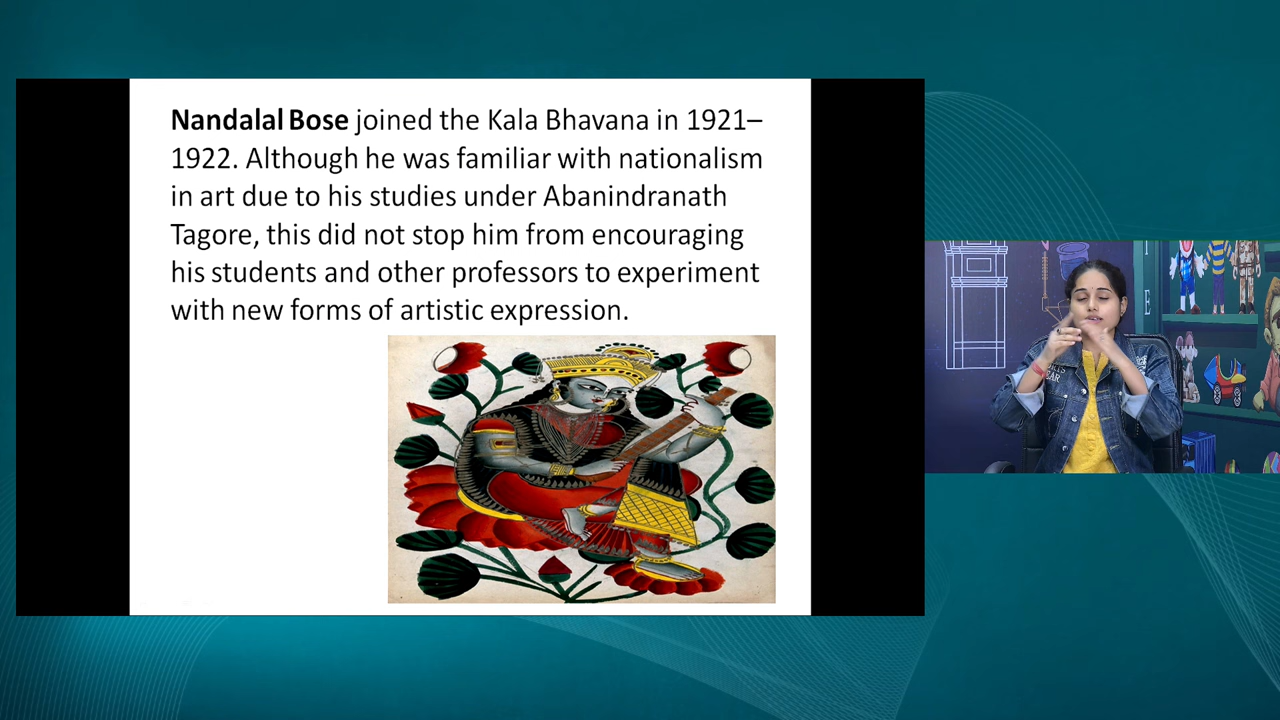 Nandalal Bose joined the Kala Bhavana in 1921–
1922. Although he was familiar with nationalism
in art due to his studies under Abanindranath
Tagore, this did not stop him from encouraging
his students and other professors to experiment
with new forms of artistic expression.